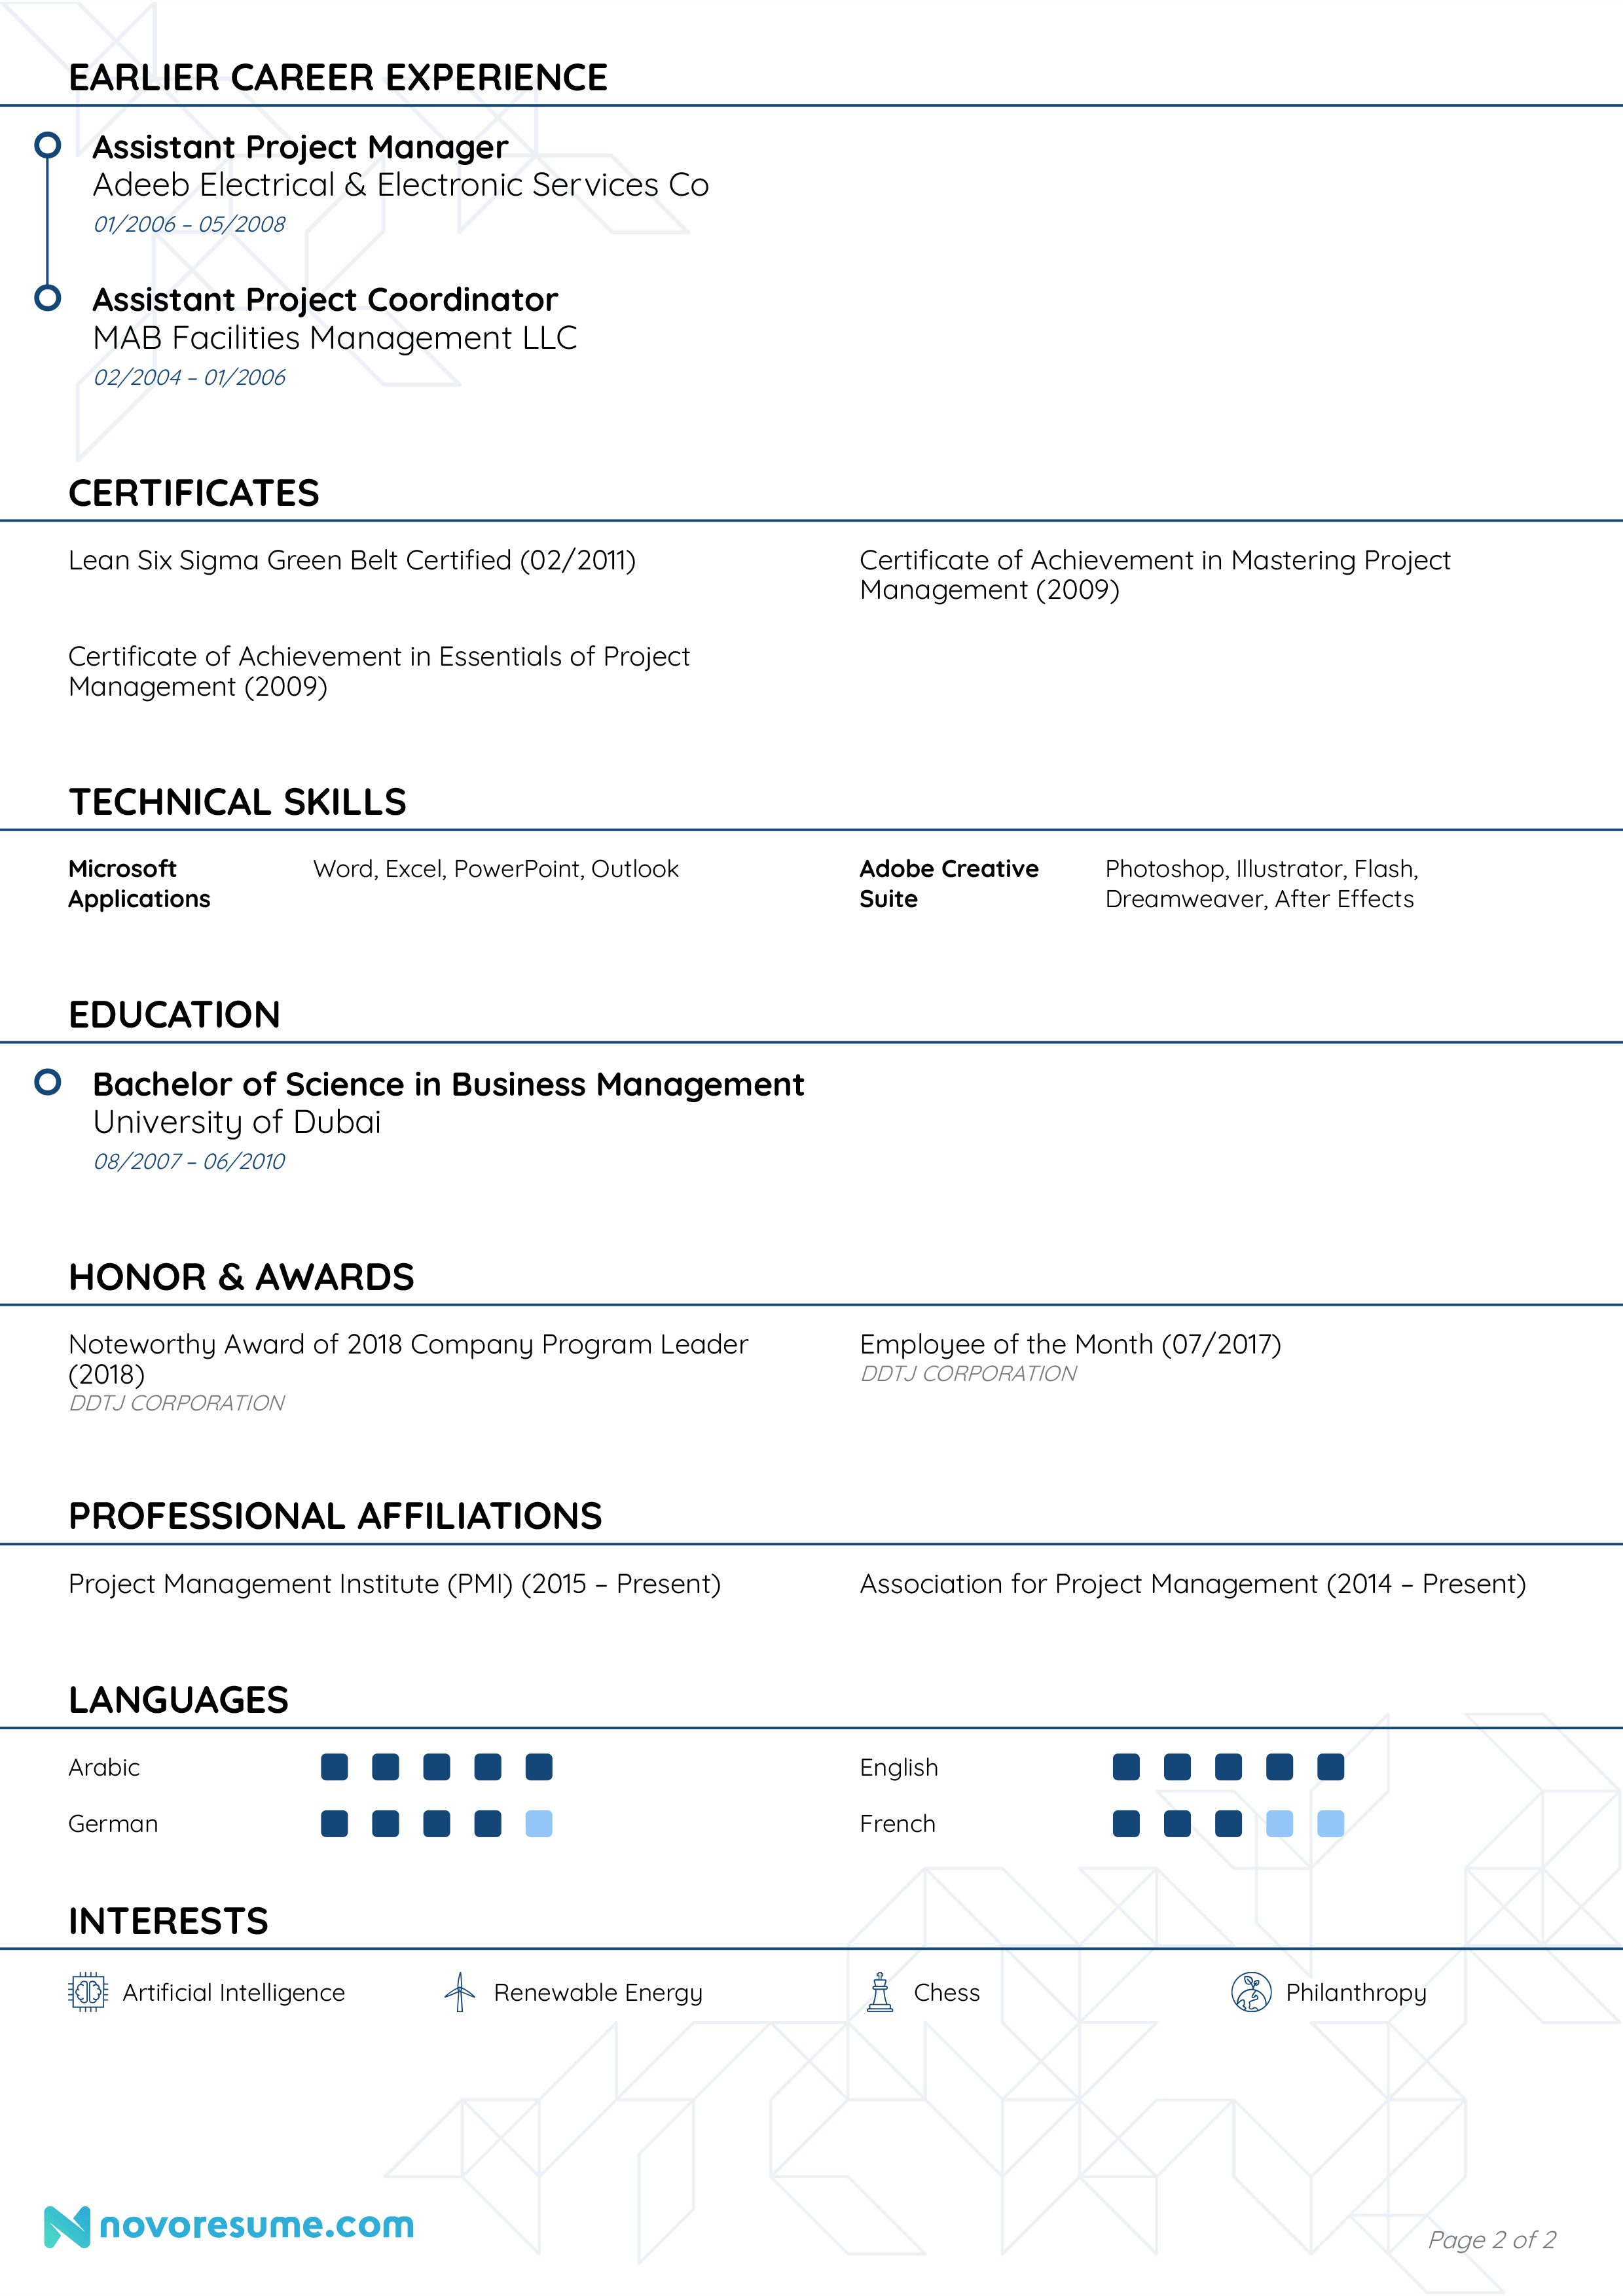 EARLIER CAREER EXPERIENCE
Assistant Project Manager
Adeeb Electrical & Electronic Services Co
01/2006 – 05/2008
Assistant Project Coordinator
MAB Facilities Management LLC
02/2004 – 01/2006
CERTIFICATES
Lean Six Sigma Green Belt Certified (02/2011)
Certificate of Achievement in Mastering Project
Management (2009)
Certificate of Achievement in Essentials of Project
Management (2009)
TECHNICAL SKILLS
Microsoft
Applications
Word, Excel, PowerPoint, Outlook
Adobe Creative
Suite
Photoshop, Illustrator, Flash,
Dreamweaver, After Effects
EDUCATION
Bachelor of Science in Business Management
University of Dubai
08/2007 – 06/2010
HONOR & AWARDS
Noteworthy Award of 2018 Company Program Leader
(2018)
DDTJ CORPORATION
Employee of the Month (07/2017)
DDTJ CORPORATION
PROFESSIONAL AFFILIATIONS
Project Management Institute (PMI) (2015 – Present)
Association for Project Management (2014 – Present)
LANGUAGES
Arabic
English
German
French
INTERESTS
Artificial Intelligence
Renewable Energy
Chess
Philanthropy
novoresume.com
Page 2 of 2